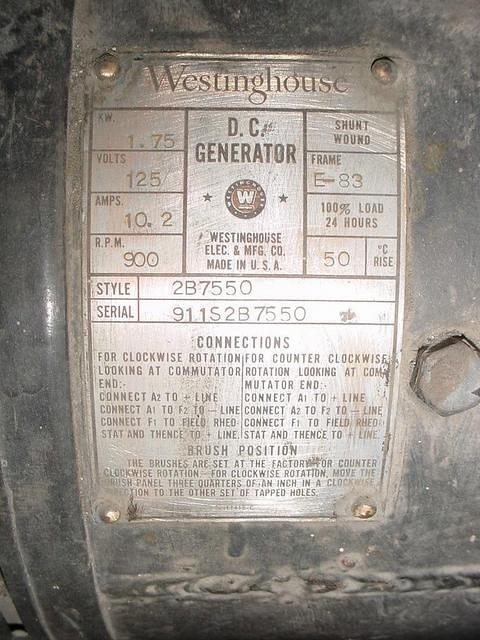 Westinghouse
KW. 1.75
D.C. GENERATOR
SHUNT WOUND
VOLTS 125
FRAME E-83
AMPS. 10.2
W
100% LOAD
24 HOURS
R.P.M. 900
WESTINGHOUSE
ELEC. & MFG. CO.
MADE IN U.S.A.
50 °C RISE
STYLE 2B7550
SERIAL 911S2B7550
CONNECTIONS
FOR CLOCKWISE ROTATION
LOOKING AT COMMUTATOR
END:-
CONNECT A2 TO + LINE
CONNECT A1 TO F2 TO - LINE
CONNECT F1 TO FIELD RHEO-
STAT AND THENCE TO + LINE.
FOR COUNTER CLOCKWISE
ROTATION LOOKING AT COM-
MUTATOR END:-
CONNECT A1 TO + LINE
CONNECT A2 TO F2 TO - LINE
CONNECT F1 TO FIELD RHEO-
STAT AND THENCE TO + LINE.
BRUSH POSITION
THE BRUSHES ARE SET AT THE FACTORY FOR COUNTER
CLOCKWISE ROTATION - FOR CLOCKWISE ROTATION, MOVE THE
BRUSH PANEL THREE QUARTERS OF AN INCH IN A CLOCKWISE
DIRECTION TO THE OTHER SET OF TAPPED HOLES.